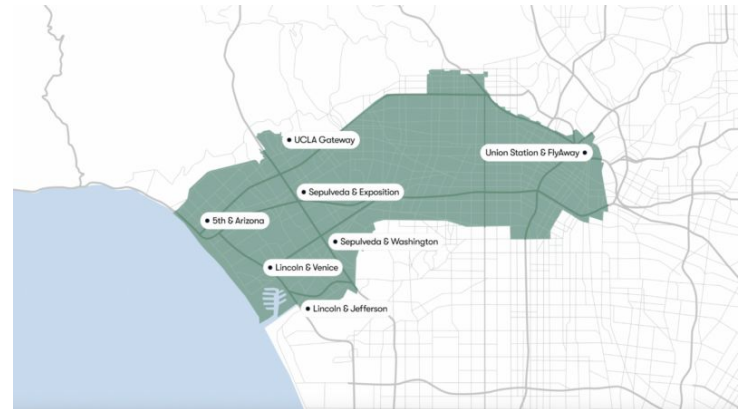 UCLA Gateway
Union Station & FlyAway
Sepulveda & Exposition
5th & Arizona
Sepulveda & Washington
Lincoln & Venice
Lincoln & Jefferson